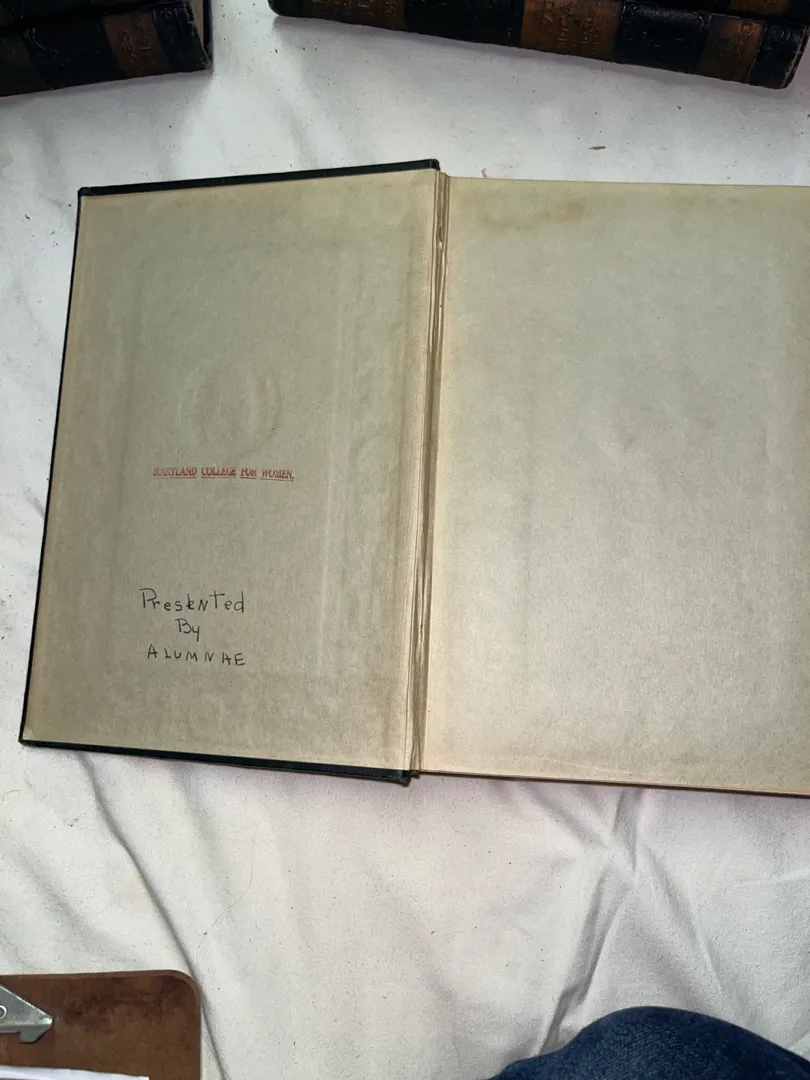 MARYLAND COLLEGE FOR WOMEN.
Presented
By
ALUMNAE